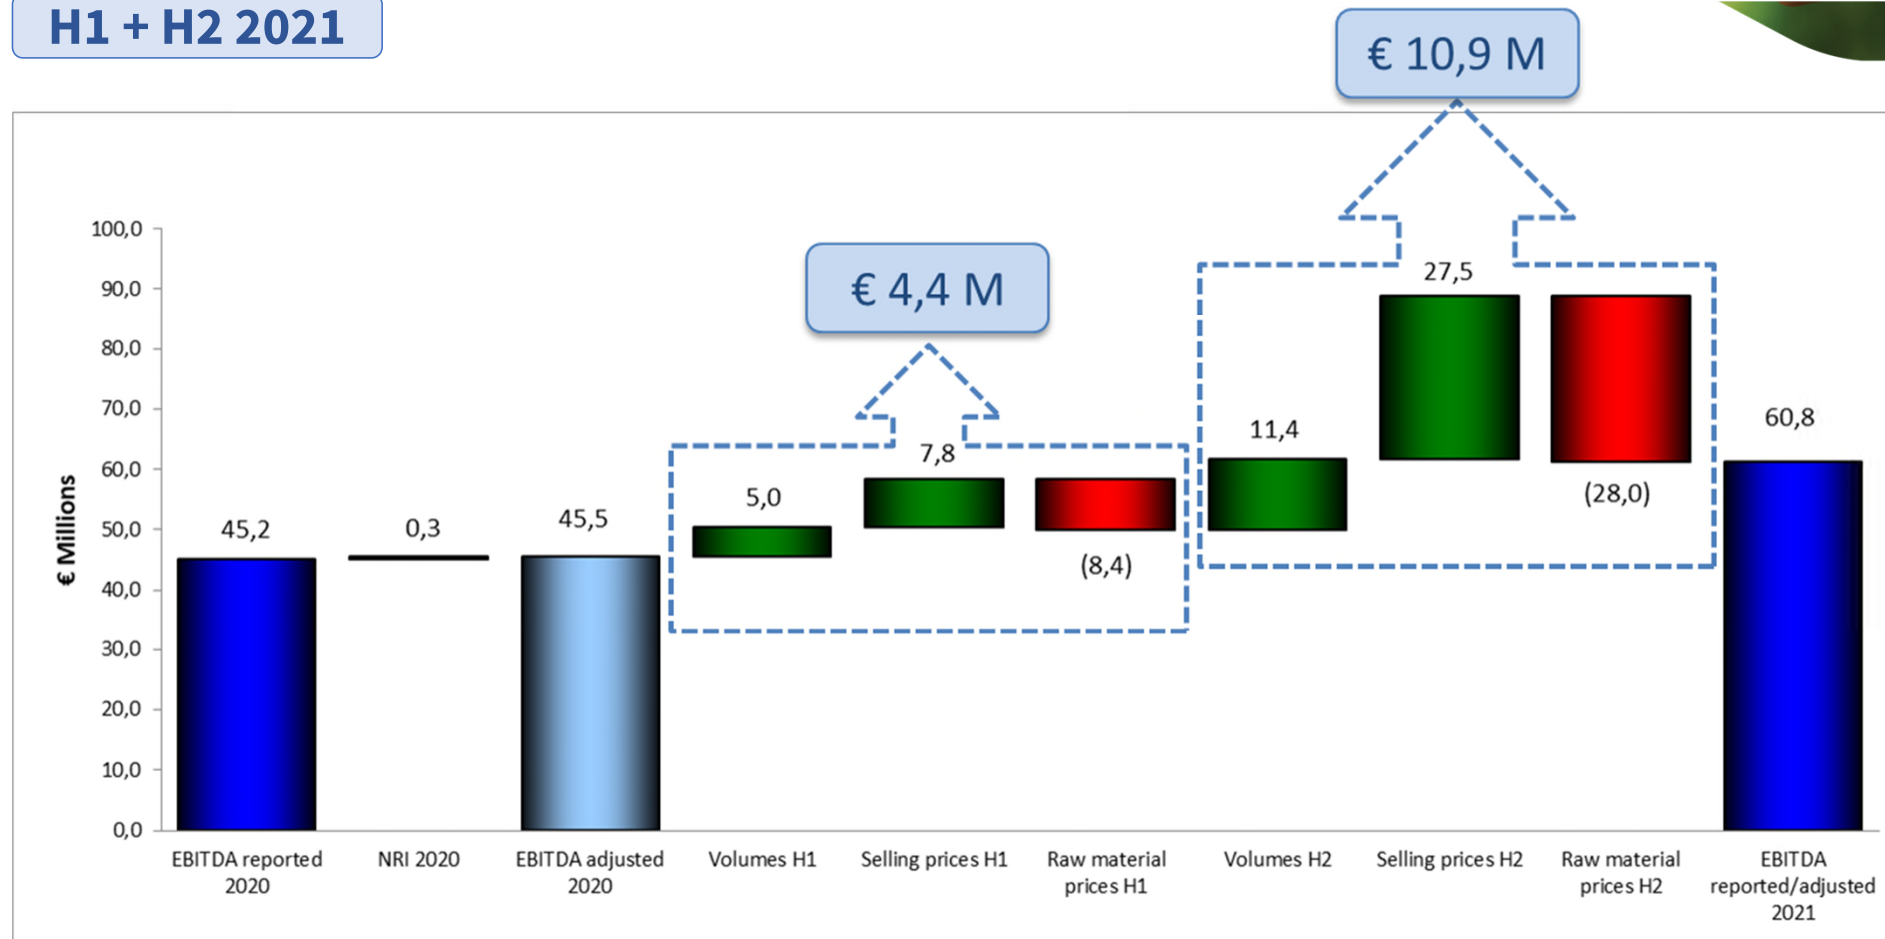 H1 + H2 2021
€ 10,9 M
€ 4,4 M
€ Millions
100,0
90,0
80,0
70,0
60,0
50,0
40,0
30,0
20,0
10,0
0,0
45,2
0,3
45,5
5,0
7,8
(8,4)
11,4
27,5
(28,0)
60,8
EBITDA reported
2020
NRI 2020
EBITDA adjusted
2020
Volumes H1
Selling prices H1
Raw material
prices H1
Volumes H2
Selling prices H2
Raw material
prices H2
EBITDA
reported/adjusted
2021